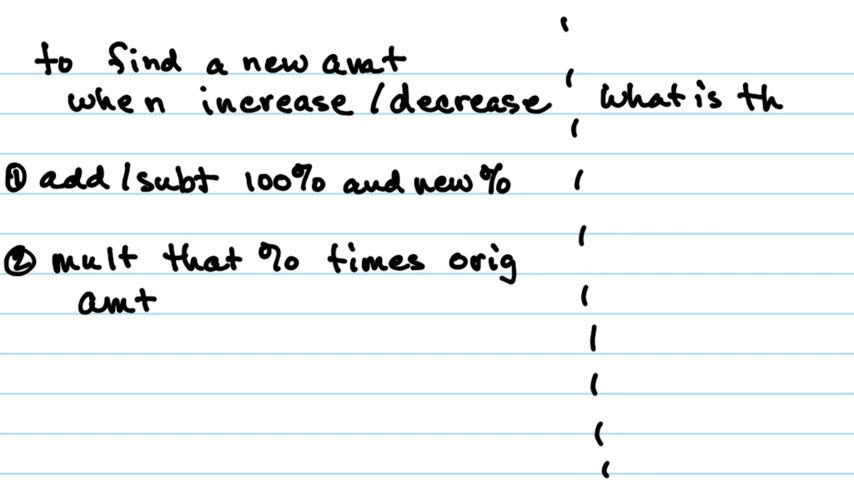 to find a new amt
when increase/decrease
what is th
① add/subt 100% and new %
② mult that % times orig
amt